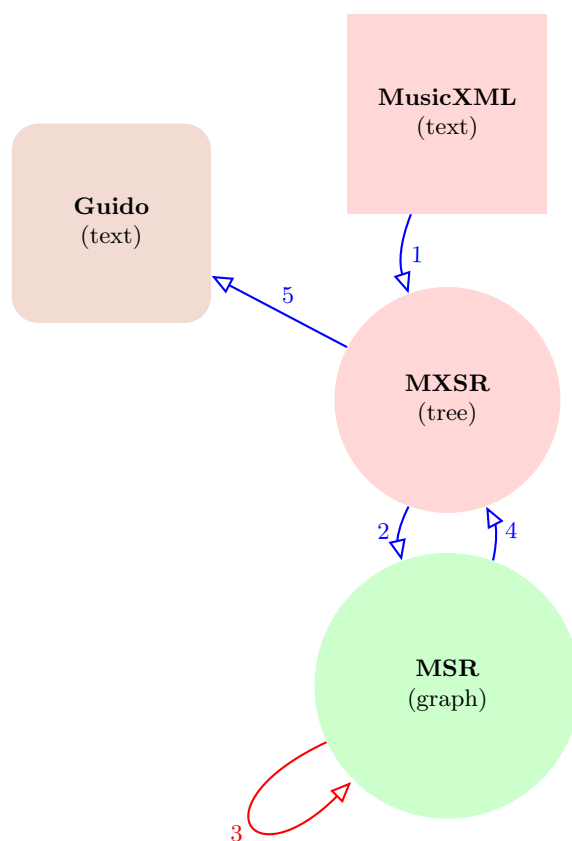 MusicXML
(text)
Guido
(text)
1
5
MXSR
(tree)
2
4
MSR
(graph)
3